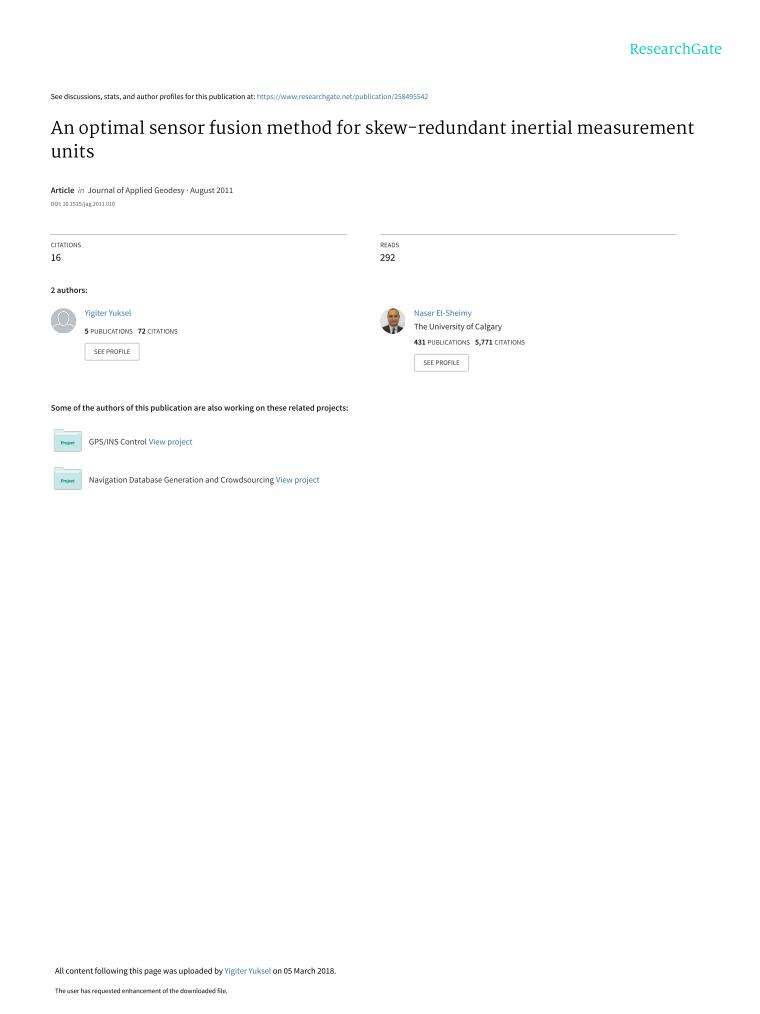 ResearchGate
See discussions, stats, and author profiles for this publication at: https://www.researchgate.net/publication/258495542
An optimal sensor fusion method for skew-redundant inertial measurement
units
Article in Journal of Applied Geodesy · August 2011
DOI: 10.1515/jag.2011.010
CITATIONS
16
READS
292
2 authors:
Yigiter Yuksel
5 PUBLICATIONS 72 CITATIONS
SEE PROFILE
Naser El-Sheimy
The University of Calgary
431 PUBLICATIONS 5,771 CITATIONS
SEE PROFILE
Some of the authors of this publication are also working on these related projects:
Project
GPS/INS Control View project
Project
Navigation Database Generation and Crowdsourcing View project
All content following this page was uploaded by Yigiter Yuksel on 05 March 2018.
The user has requested enhancement of the downloaded file.